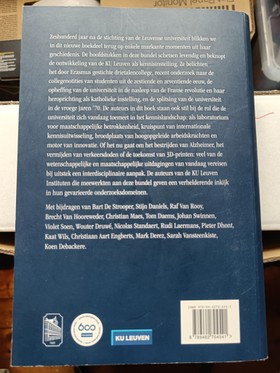 Zeshonderd jaar na de stichting van de Leuvense universiteit blikken we
in dit nieuwe boekdeel terug op enkele markante momenten uit haar
geschiedenis. De hoofdstukken in deze bundel schetsen levendig en beknopt
de ontwikkeling van de KU Leuven als kennisinstelling. Ze belichten
het door Erasmus gestichte drietalencollege, recent onderzoek naar de
collegenotities van studenten uit de zestiende en zeventiende eeuw, de
opheffing van de universiteit in de nasleep van de Franse revolutie en haar
heroprichting als katholieke instelling, en de splitsing van de universiteit
in de vroege jaren '70. De auteurs in dit boek staan ook stil bij de rol die de
universiteit zich vandaag toemeet in het kennislandschap: als laboratorium
voor maatschappelijke betrokkenheid, kruispunt van internationale
kennisuitwisseling, broedplaats van hoogopgeleide arbeidskrachten en
motor van innovatie. Of het nu gaat om het bestrijden van Alzheimer, het
vermijden van verkeersdoden of de toekomst van 3D-printen: veel van de
wetenschappelijke en maatschappelijke uitdagingen van vandaag vereisen
bij uitstek een interdisciplinaire aanpak. De auteurs van de KU Leuven
Instituten die meewerkten aan deze bundel geven een verhelderende inkijk
in hun gevarieerde onderzoeksdomeinen.
Met bijdragen van Bart De Strooper, Stijn Daniels, Raf Van Rooy,
Brecht Van Hooreweder, Christian Maes, Tom Daems, Johan Swinnen,
Violet Soen, Wouter Deuwé, Nicolas Standaert, Rudi Laermans, Pieter Dhont,
Kaat Wils, Christiaan Aart Engberts, Mark Derez, Sarah Vansteenkiste,
Koen Debackere.
600
KU LEUVEN